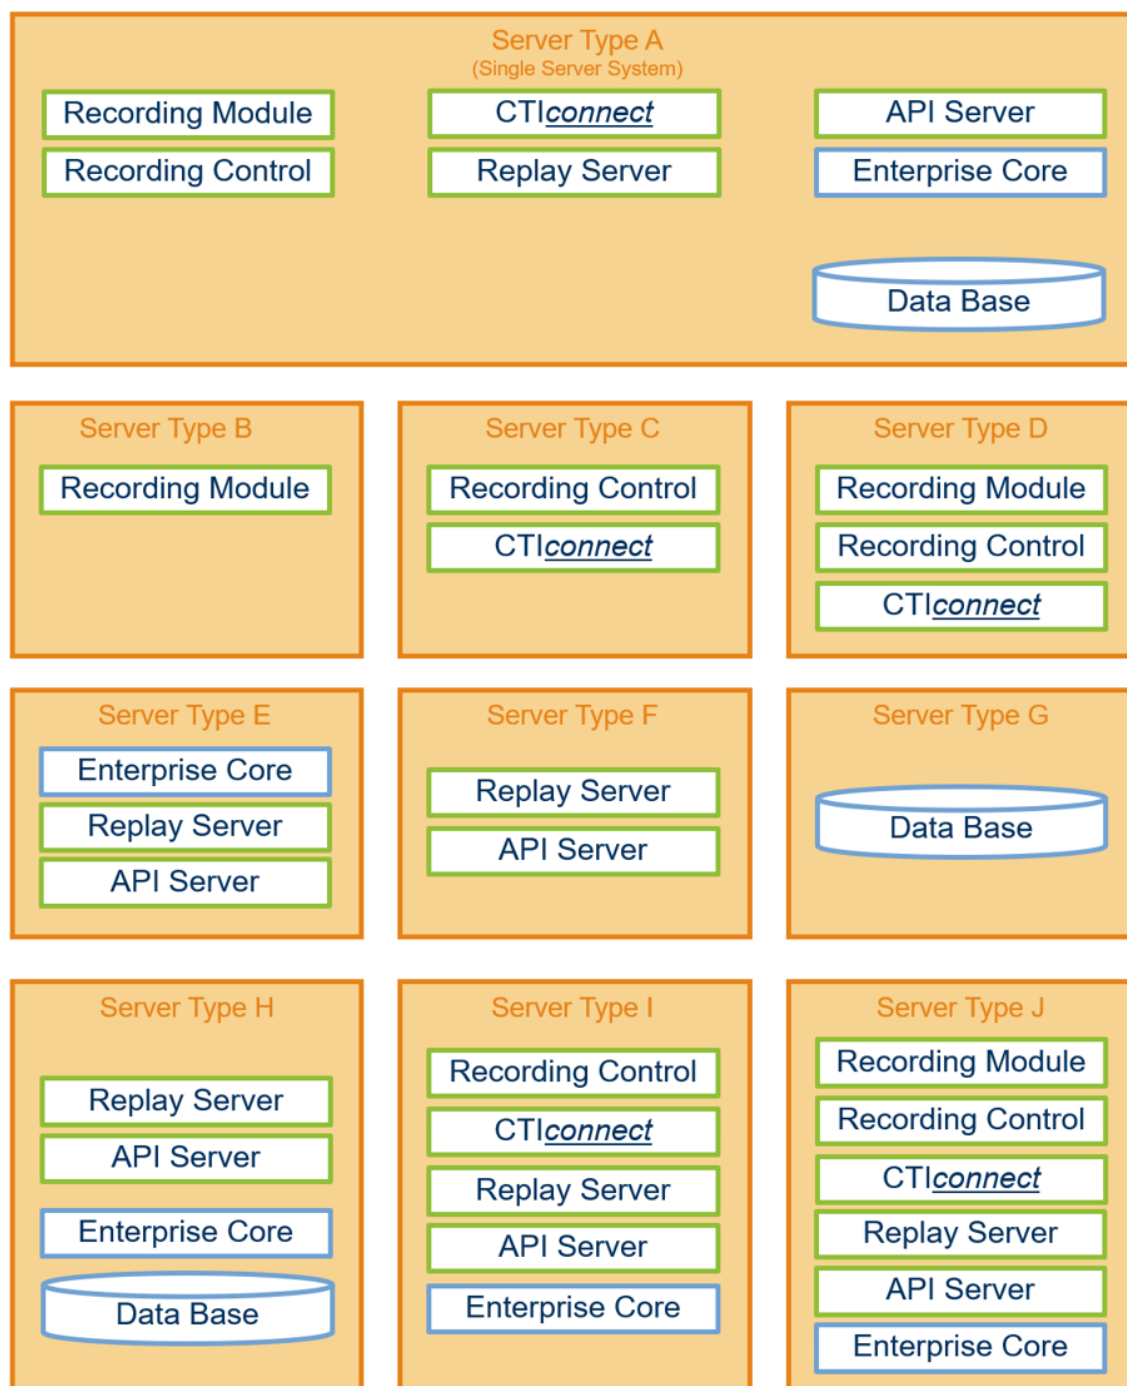 Server Type A
(Single Server System)
Recording Module
CTIconnect
API Server
Recording Control
Replay Server
Enterprise Core
Data Base
Server Type B
Recording Module
Server Type C
Recording Control
CTIconnect
Server Type D
Recording Module
Recording Control
CTIconnect
Server Type E
Enterprise Core
Replay Server
API Server
Server Type F
Replay Server
API Server
Server Type G
Data Base
Server Type H
Replay Server
API Server
Enterprise Core
Data Base
Server Type I
Recording Control
CTIconnect
Replay Server
API Server
Enterprise Core
Server Type J
Recording Module
Recording Control
CTIconnect
Replay Server
API Server
Enterprise Core